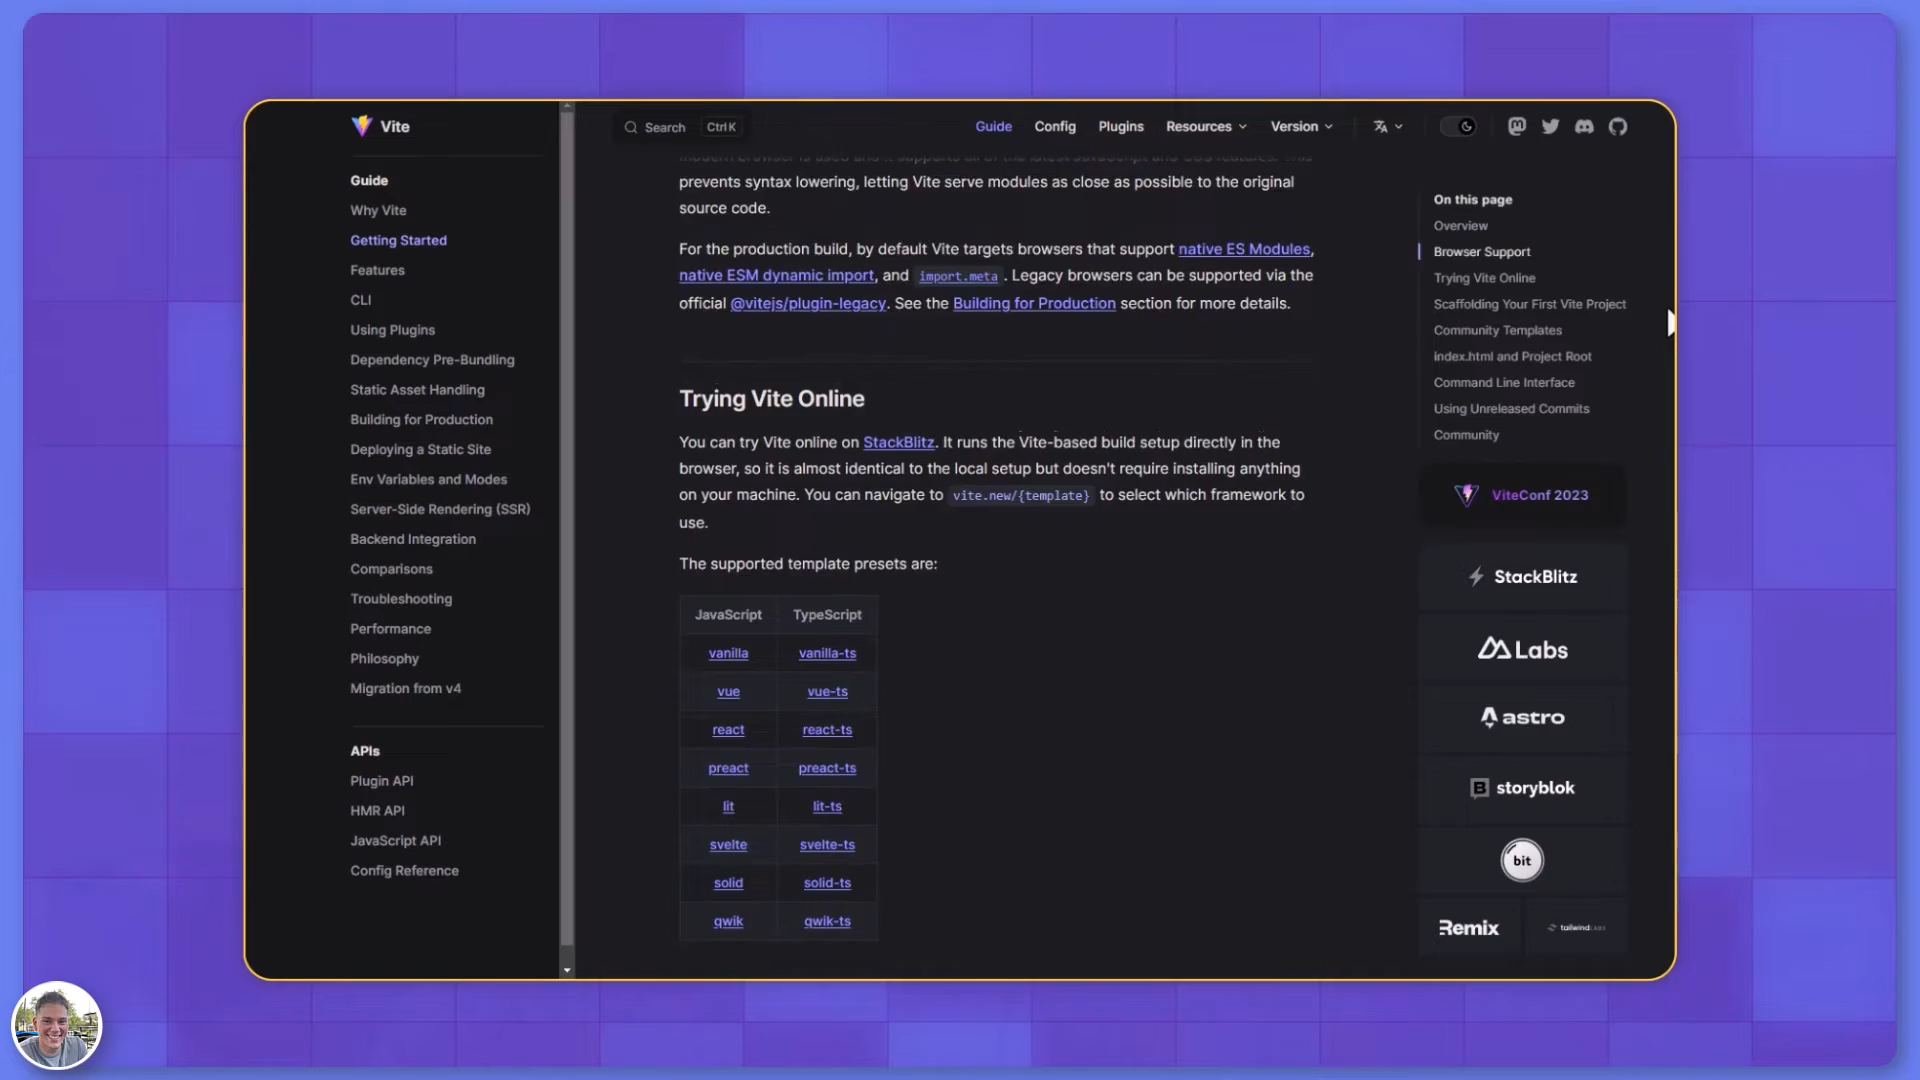 Vite
Search
Ctrl K
Guide
Config
Plugins
Resources
Version
Guide
Why Vite
Getting Started
Features
CLI
Using Plugins
Dependency Pre-Bundling
Static Asset Handling
Building for Production
Deploying a Static Site
Env Variables and Modes
Server-Side Rendering (SSR)
Backend Integration
Comparisons
Troubleshooting
Performance
Philosophy
Migration from v4
APIs
Plugin API
HMR API
JavaScript API
Config Reference
prevents syntax lowering, letting Vite serve modules as close as possible to the original
source code.
For the production build, by default Vite targets browsers that support native ES Modules,
native ESM dynamic import, and import.meta. Legacy browsers can be supported via the
official @vitejs/plugin-legacy. See the Building for Production section for more details.
Trying Vite Online
You can try Vite online on StackBlitz. It runs the Vite-based build setup directly in the
browser, so it is almost identical to the local setup but doesn't require installing anything
on your machine. You can navigate to vite.new/{template} to select which framework to
use.
The supported template presets are:
JavaScript TypeScript
vanilla vanilla-ts
vue vue-ts
react react-ts
preact preact-ts
lit lit-ts
svelte svelte-ts
solid solid-ts
qwik qwik-ts
On this page
Overview
Browser Support
Trying Vite Online
Scaffolding Your First Vite Project
Community Templates
index.html and Project Root
Command Line Interface
Using Unreleased Commits
Community
ViteConf 2023
StackBlitz
Labs
astro
storyblok
bit
Remix
tailwind LABS